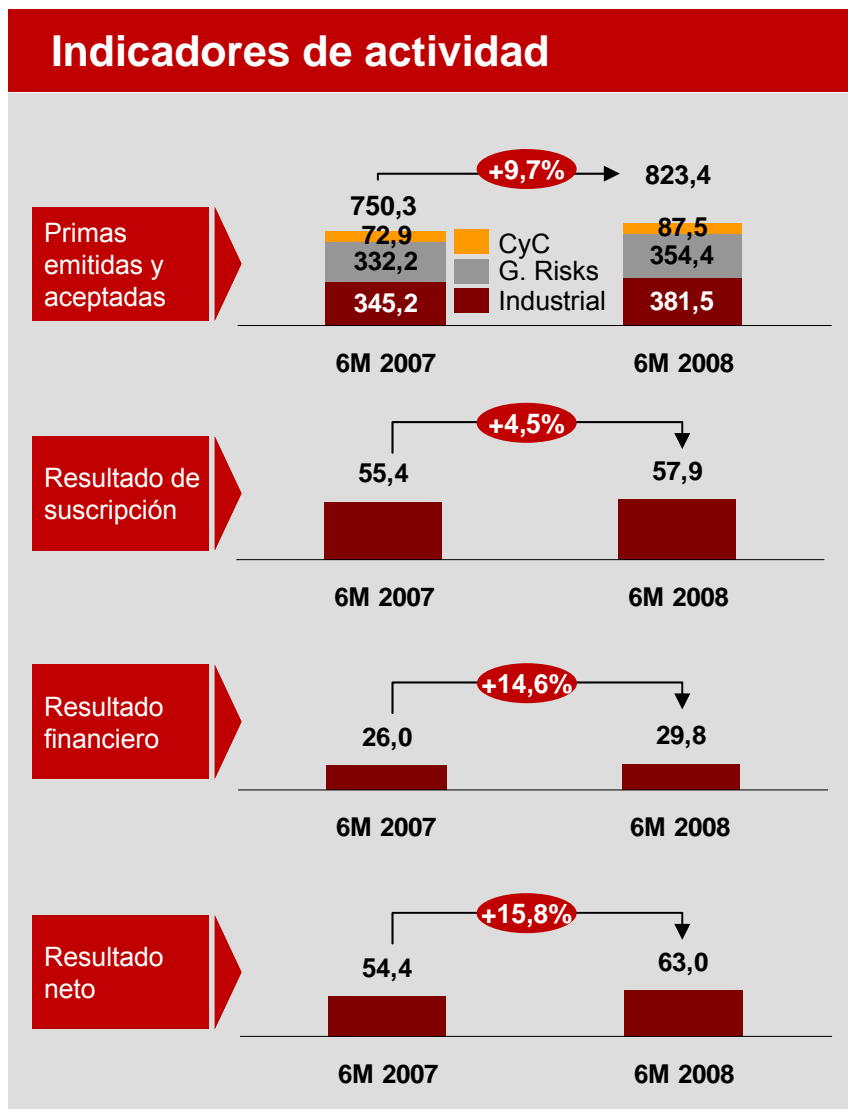 Indicadores de actividad
Primas
emitidas y
aceptadas
+9,7%
750,3
823,4
72,9
332,2
345,2
CyC
G. Risks
Industrial
87,5
354,4
381,5
6M 2007
6M 2008
Resultado de
suscripción
+4,5%
55,4
57,9
6M 2007
6M 2008
Resultado
financiero
+14,6%
26,0
29,8
6M 2007
6M 2008
Resultado
neto
+15,8%
54,4
63,0
6M 2007
6M 2008